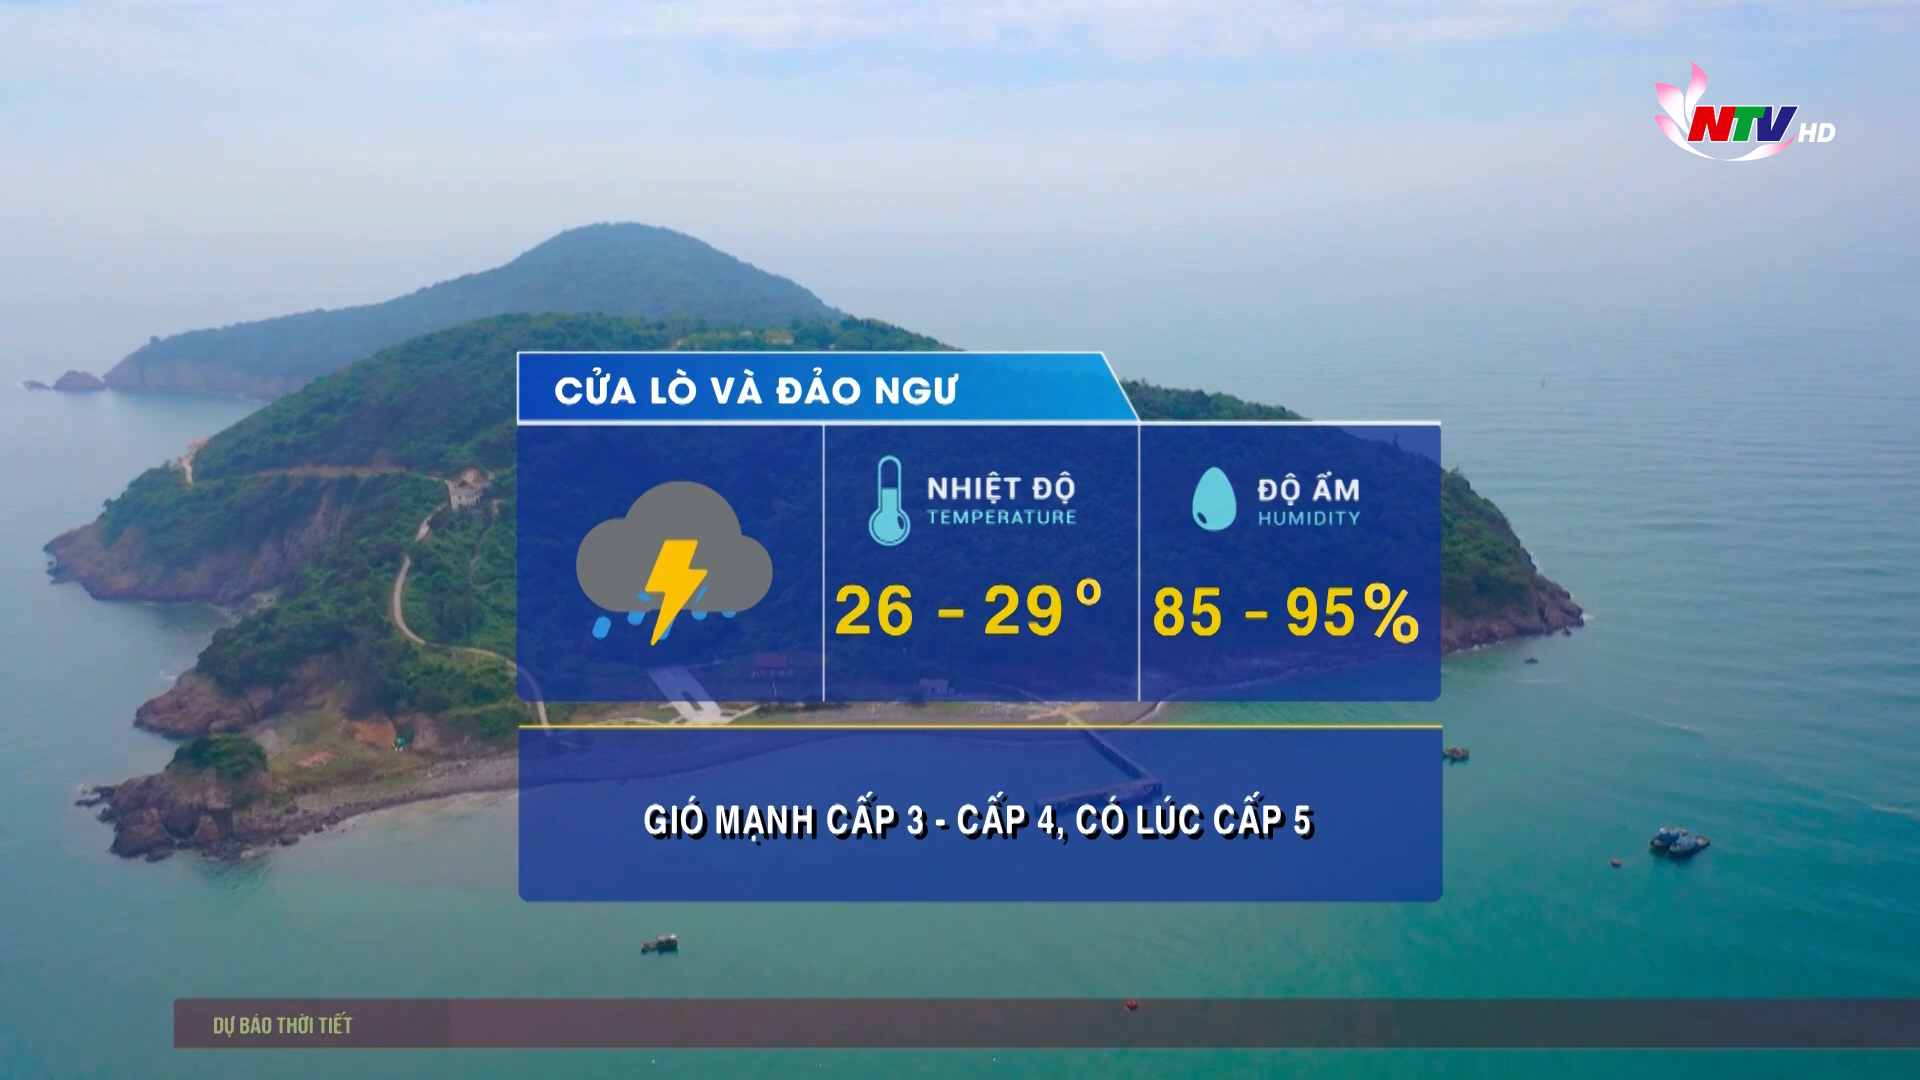 NTV HD
CỬA LÒ VÀ ĐẢO NGƯ
NHIỆT ĐỘ
TEMPERATURE
26 - 29°
ĐỘ ẨM
HUMIDITY
85 - 95%
GIÓ MẠNH CẤP 3 - CẤP 4, CÓ LÚC CẤP 5
DỰ BÁO THỜI TIẾT